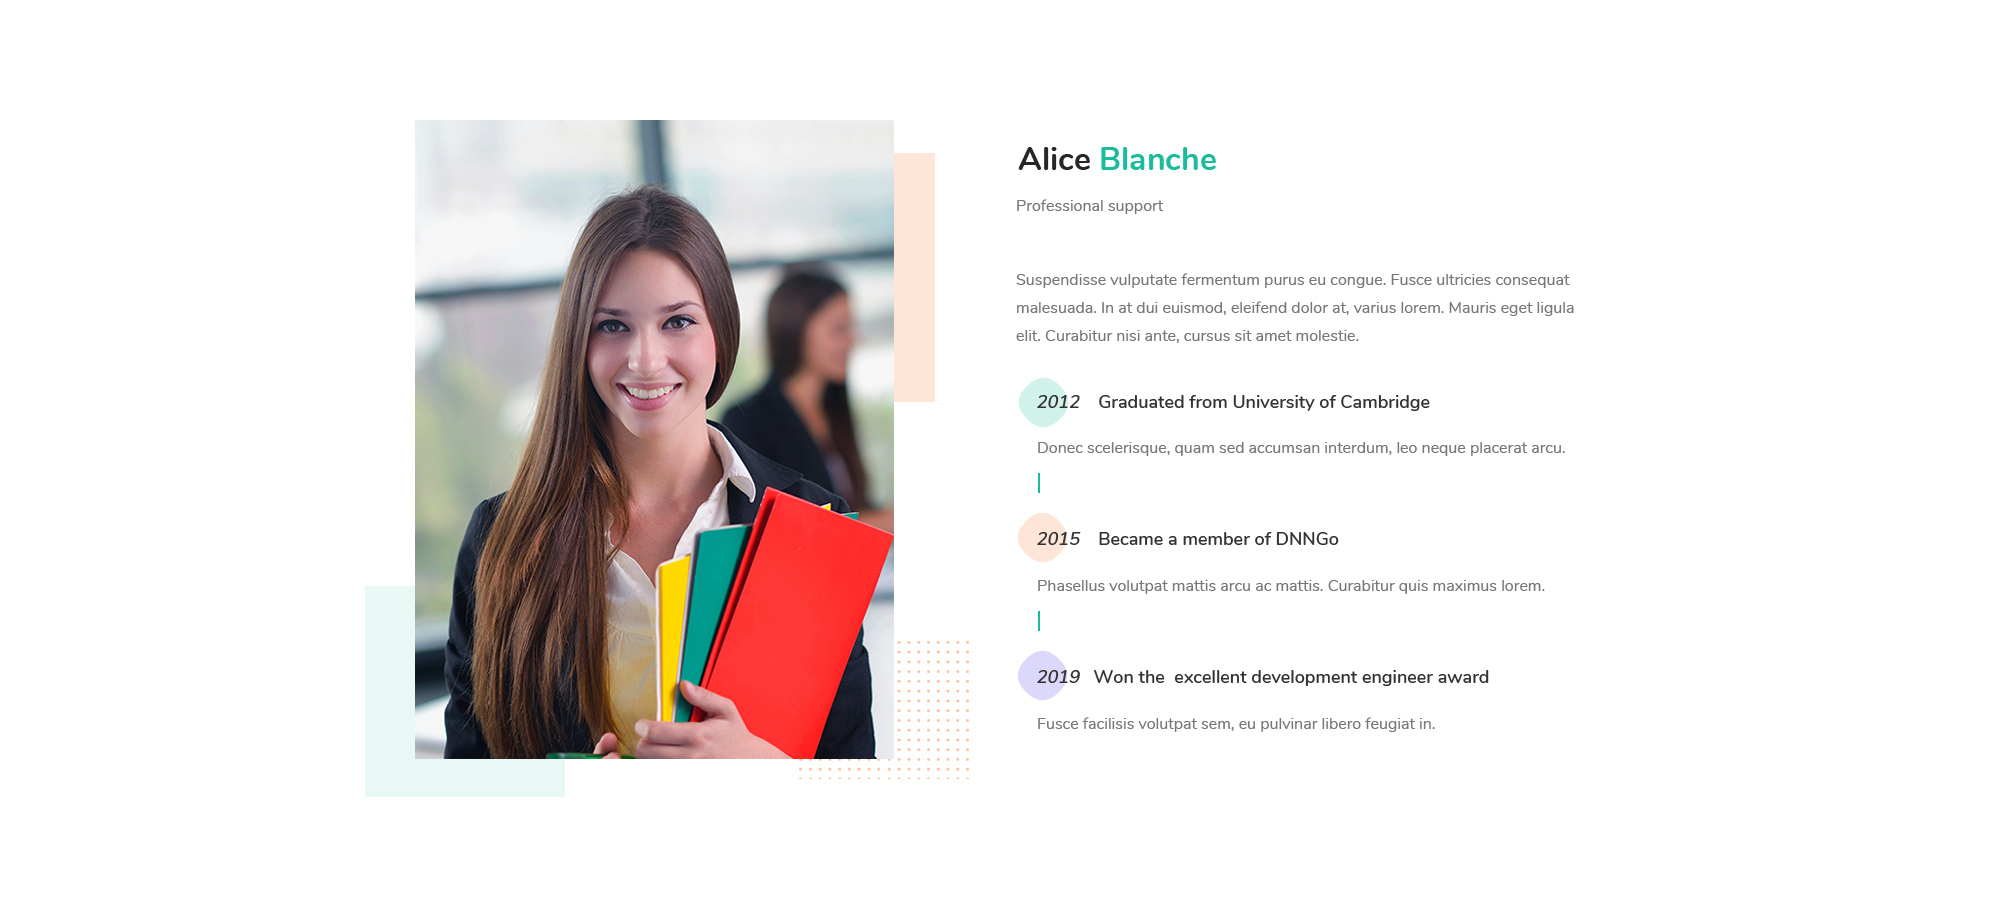 Alice Blanche
Professional support
Suspendisse vulputate fermentum purus eu congue. Fusce ultricies consequat
malesuada. In at dui euismod, eleifend dolor at, varius lorem. Mauris eget ligula
elit. Curabitur nisi ante, cursus sit amet molestie.
2012 Graduated from University of Cambridge
Donec scelerisque, quam sed accumsan interdum, leo neque placerat arcu.
2015 Became a member of DNNGo
Phasellus volutpat mattis arcu ac mattis. Curabitur quis maximus lorem.
2019 Won the  excellent development engineer award
Fusce facilisis volutpat sem, eu pulvinar libero feugiat in.